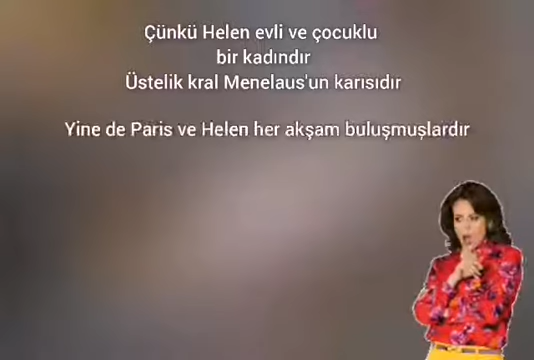 Çünkü Helen evli ve çocuklu
bir kadındır
Üstelik kral Menelaus'un karısıdır
Yine de Paris ve Helen her akşam buluşmuşlardır